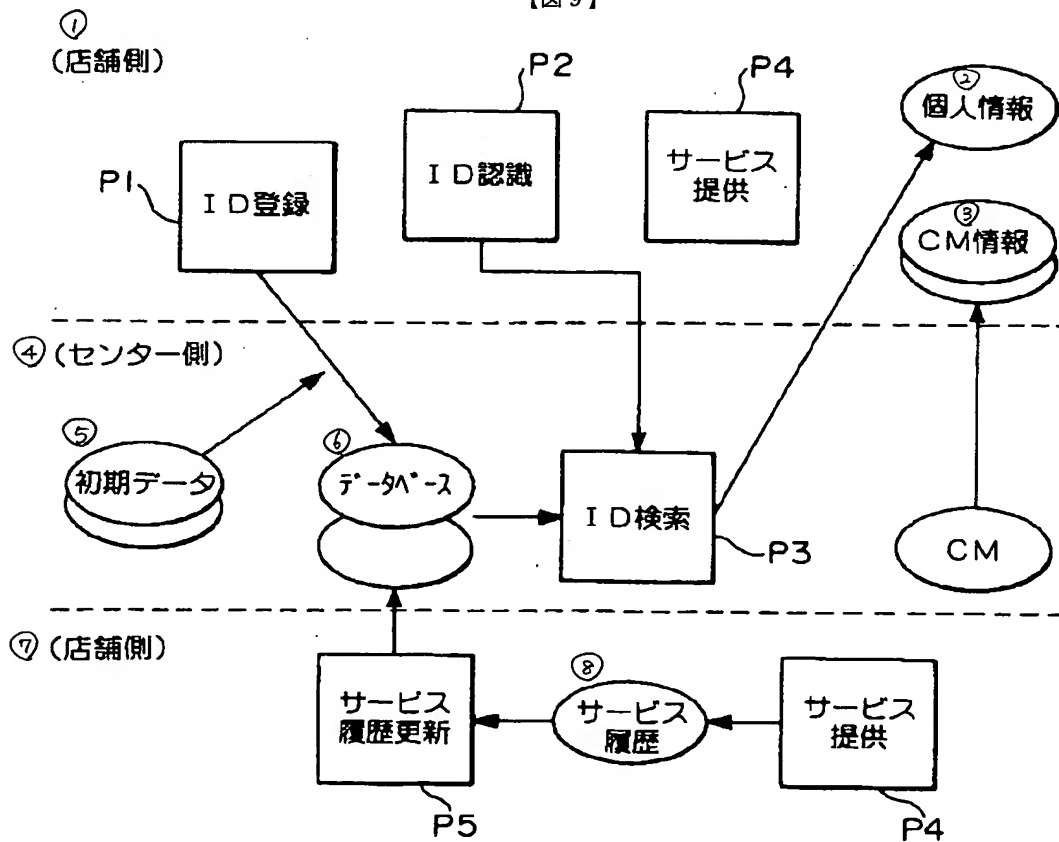 【図9】
①
(店舗側)
P1
ID登録
P2
ID認識
P4
サービス
提供
②
個人情報
③
CM情報
④(センター側)
⑤
初期データ
⑥
データベース
ID検索
P3
CM
⑦(店舗側)
サービス
履歴更新
P5
⑧
サービス
履歴
サービス
提供
P4